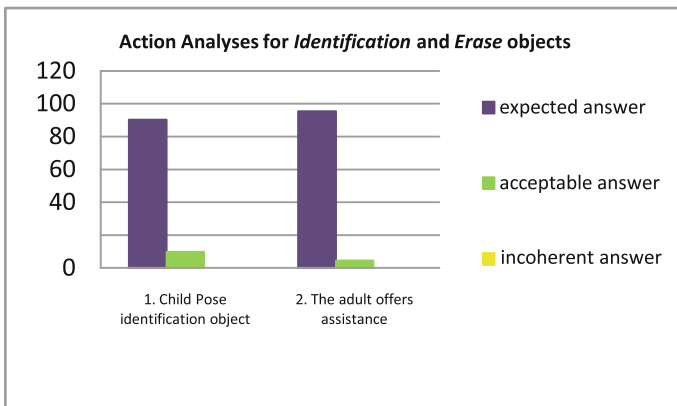 Action Analyses for Identification and Erase objects
120
100
80
60
40
0
expected answer
acceptable answer
incoherent answer
1. Child Pose
identification object
2. The adult offers
assistance